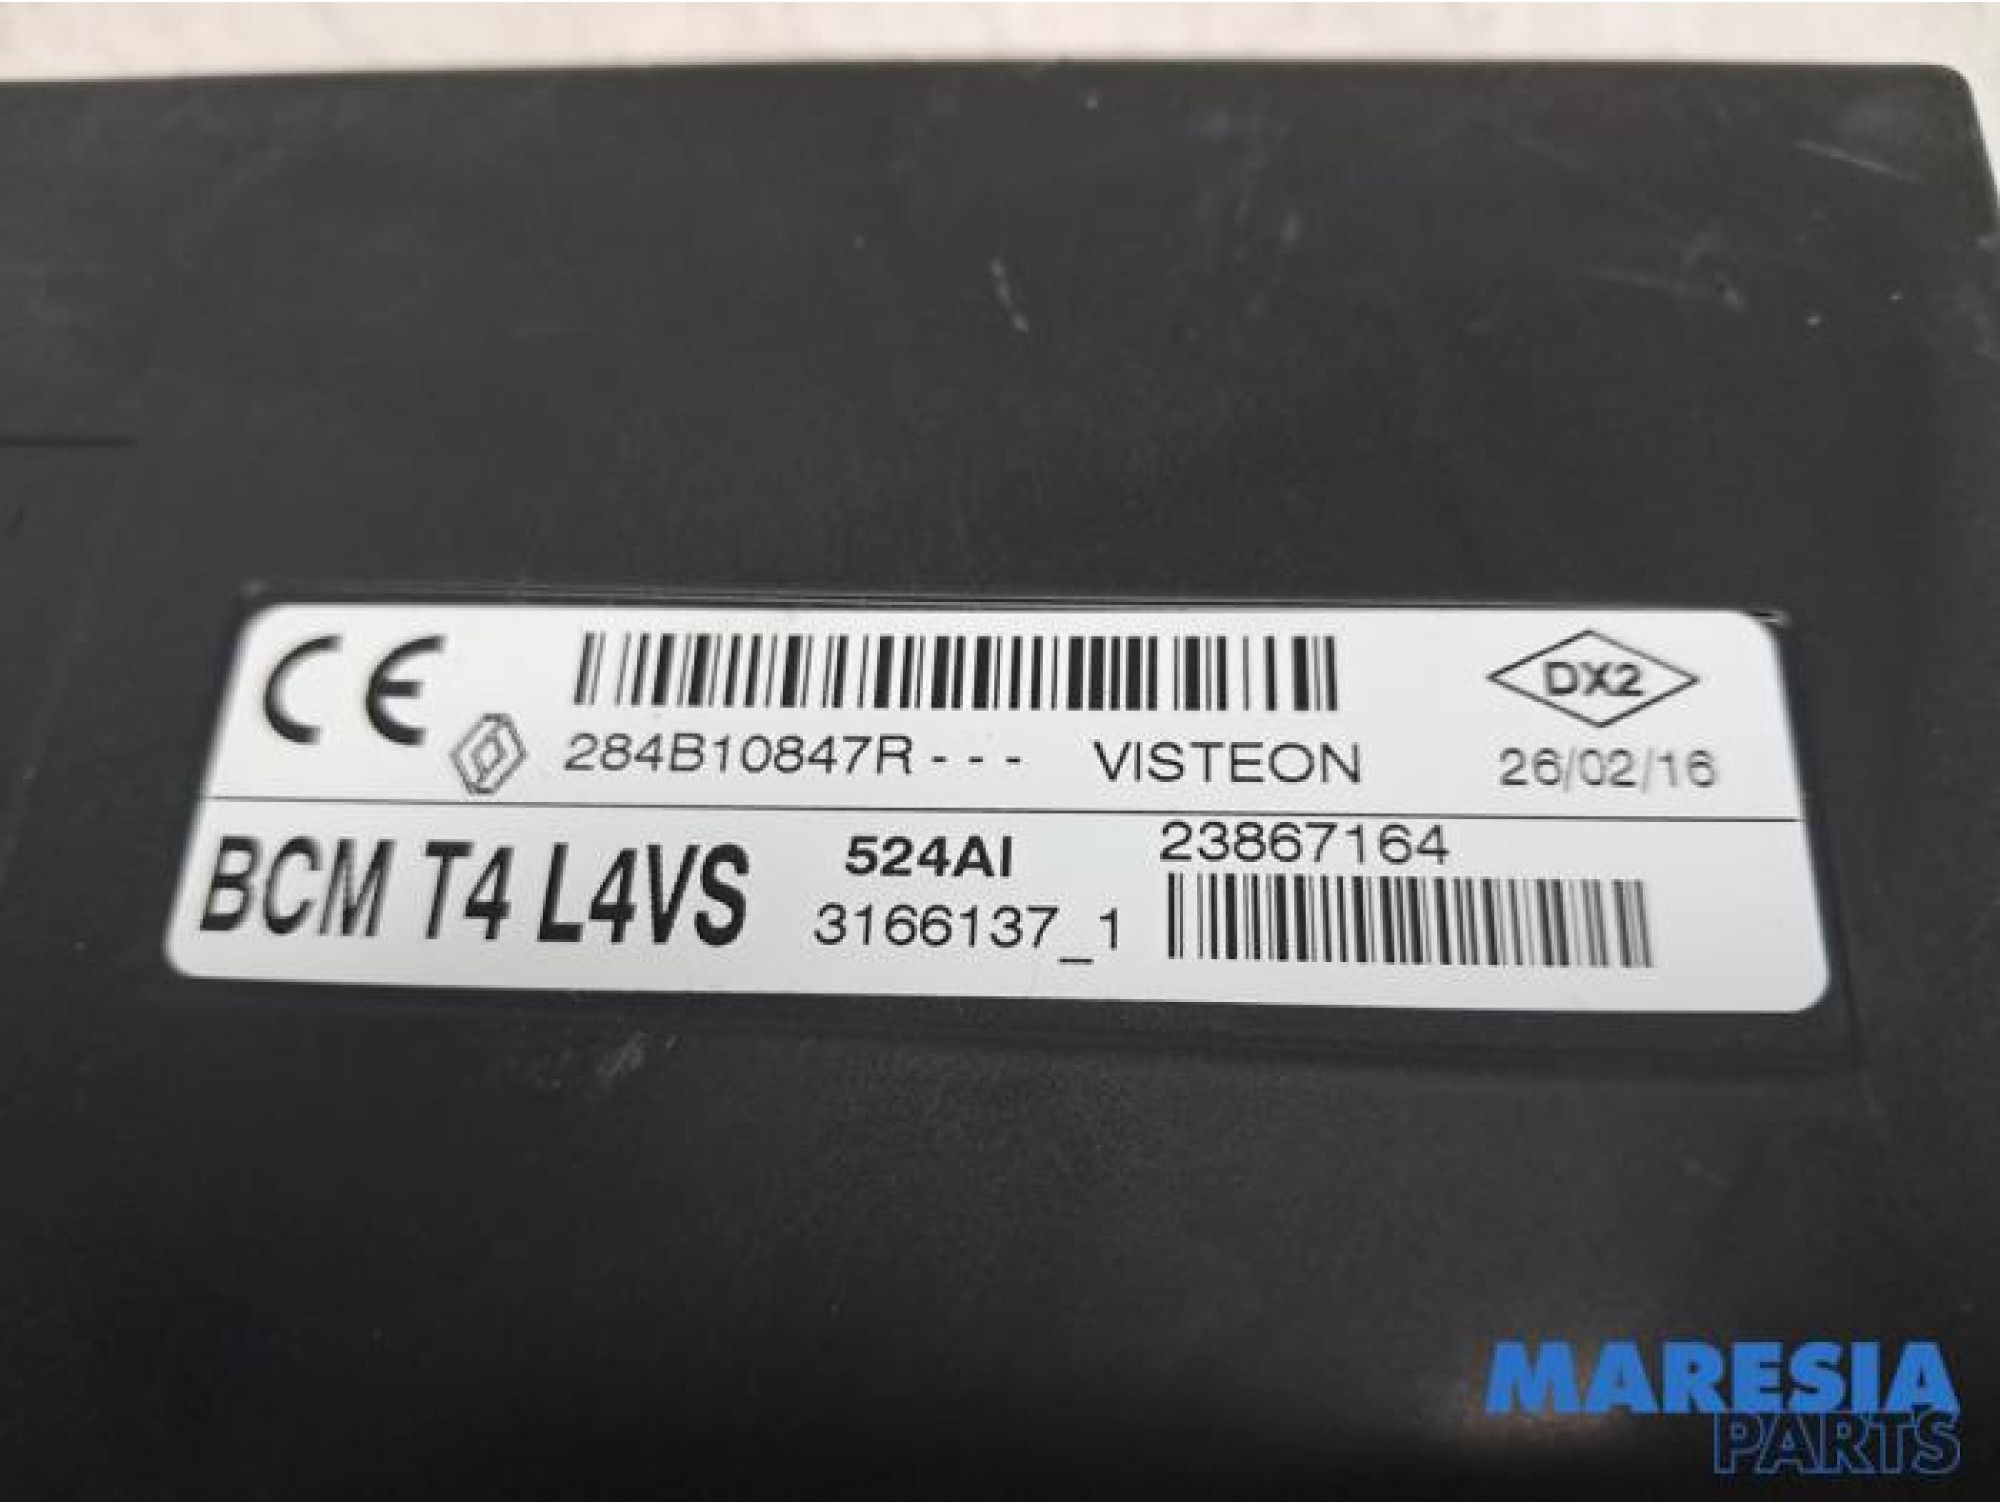 CE 284B10847R--- VISTEON DX2 26/02/16
BCM T4 L4VS 524AI 23867164
3166137_1
MARESIA
PARTS